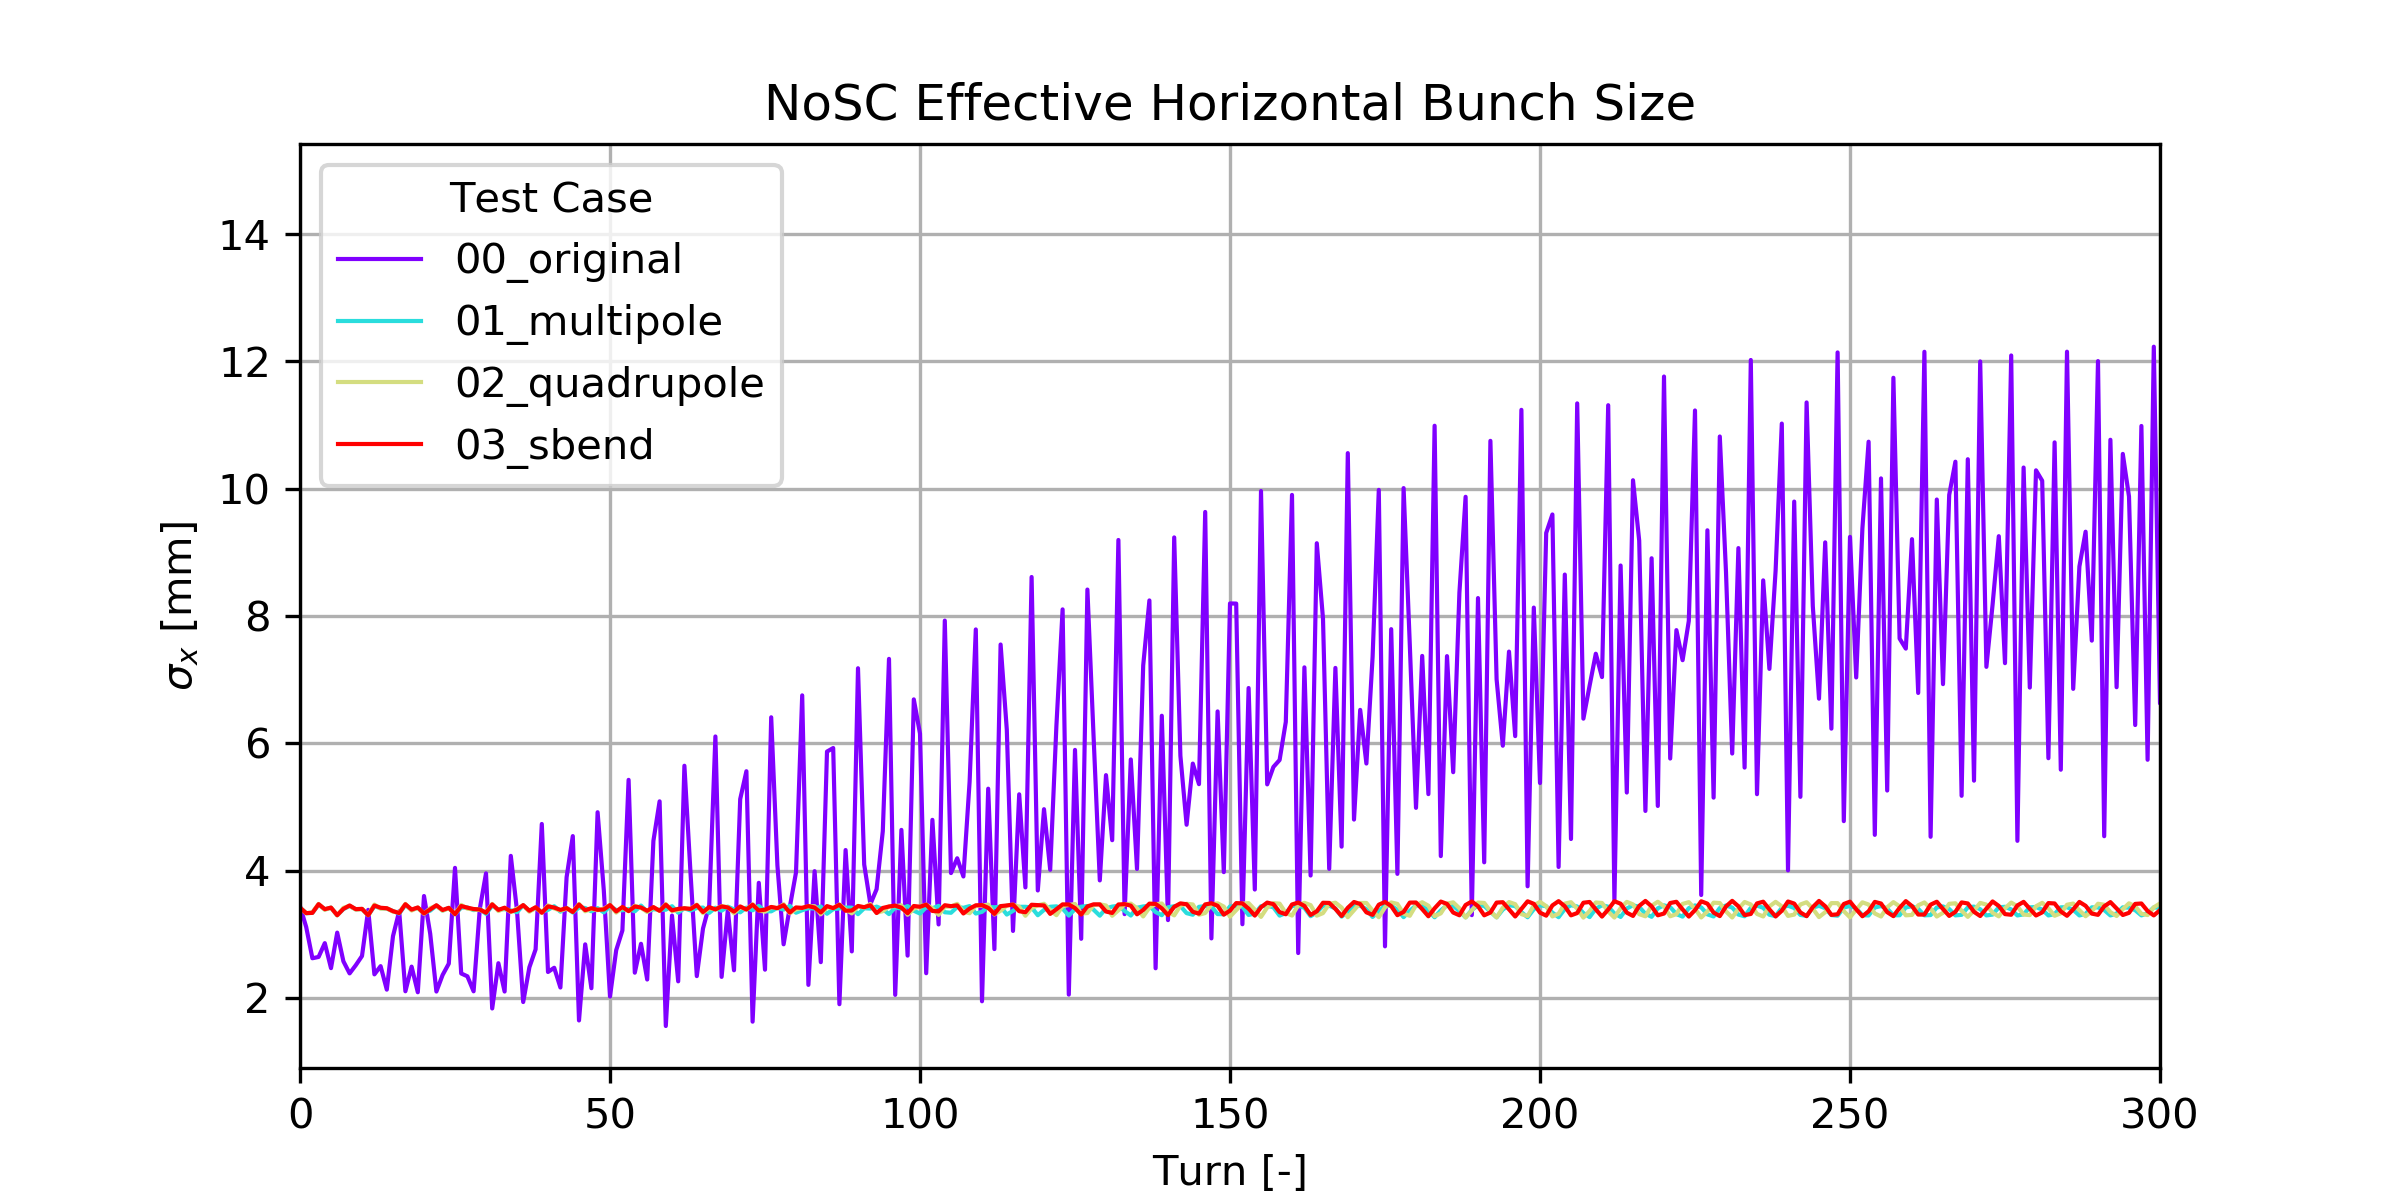 NoSC Effective Horizontal Bunch Size
Test Case
00_original
01_multipole
02_quadrupole
03_sbend
14
12
10
8
6
4
2
σx [mm]
0 50 100 150 200 250 300
Turn [-]